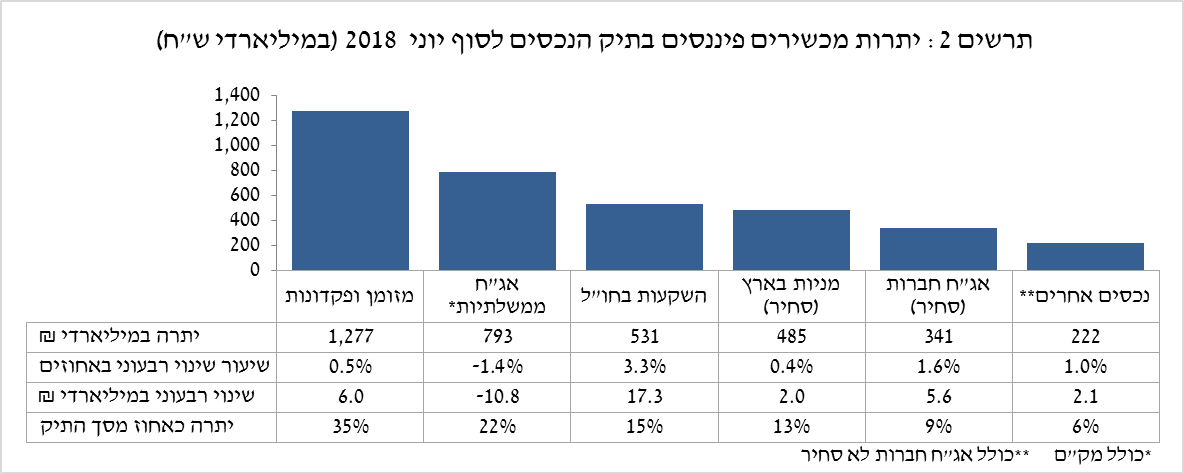 תרשים 2 : יתרות מכשירים פיננסים בתיק הנכסים לסוף יוני 2018 (במיליארדי ש"ח)
1,400
1,200
1,000
800
600
400
200
0
מזומן ופקדונות	אג"ח ממשלתיות*	השקעות בחו"ל	מניות בארץ (סחיר)	אג"ח חברות (סחיר)	נכסים אחרים**
יתרה במיליארדי ₪	1,277	793	531	485	341	222
שיעור שינוי רבעוני באחוזים	0.5%	-1.4%	3.3%	0.4%	1.6%	1.0%
שינוי רבעוני במיליארדי ₪	6.0	-10.8	17.3	2.0	5.6	2.1
יתרה כאחוז מסך התיק	35%	22%	15%	13%	9%	6%
*כולל מק"ם **כולל אג"ח חברות לא סחיר